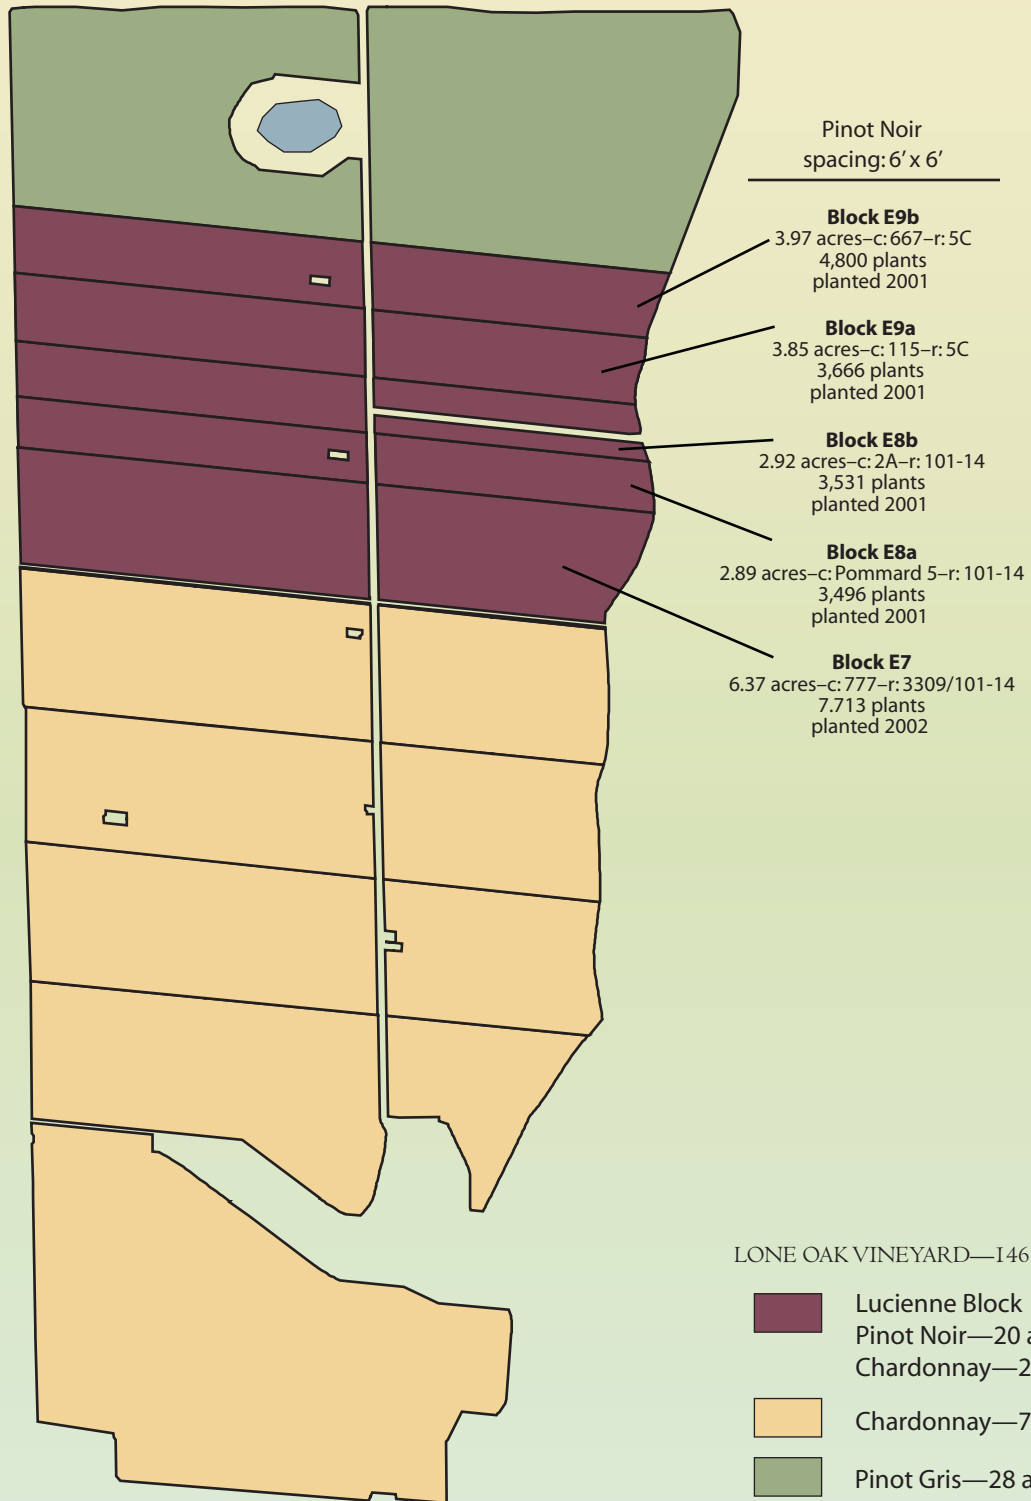 Pinot Noir
spacing: 6’ x 6’
Block E9b
3.97 acres–c: 667–r: 5C
4,800 plants
planted 2001
Block E9a
3.85 acres–c: 115–r: 5C
3,666 plants
planted 2001
Block E8b
2.92 acres–c: 2A–r: 101-14
3,531 plants
planted 2001
Block E8a
2.89 acres–c: Pommard 5–r: 101-14
3,496 plants
planted 2001
Block E7
6.37 acres–c: 777–r: 3309/101-14
7.713 plants
planted 2002
LONE OAK VINEYARD—146
Lucienne Block
Pinot Noir—20 a
Chardonnay—2
Chardonnay—7
Pinot Gris—28 a